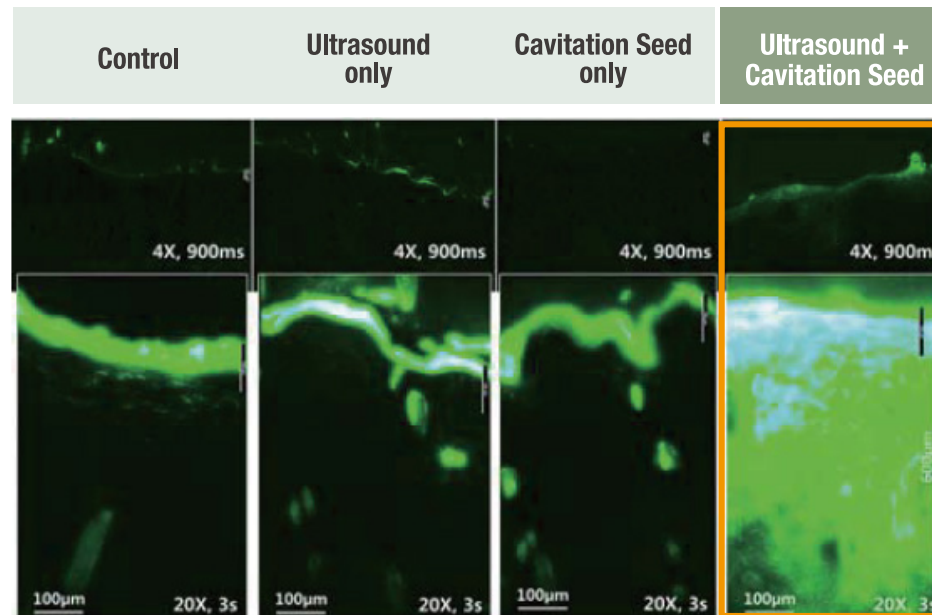 Control
Ultrasound
only
Cavitation Seed
only
Ultrasound +
Cavitation Seed
4X, 900ms
4X, 900ms
4X, 900ms
4X, 900m
100μm
20X, 3s
100μm
20X, 3s
100μm
20X, 3s
100μm
20X, 3s